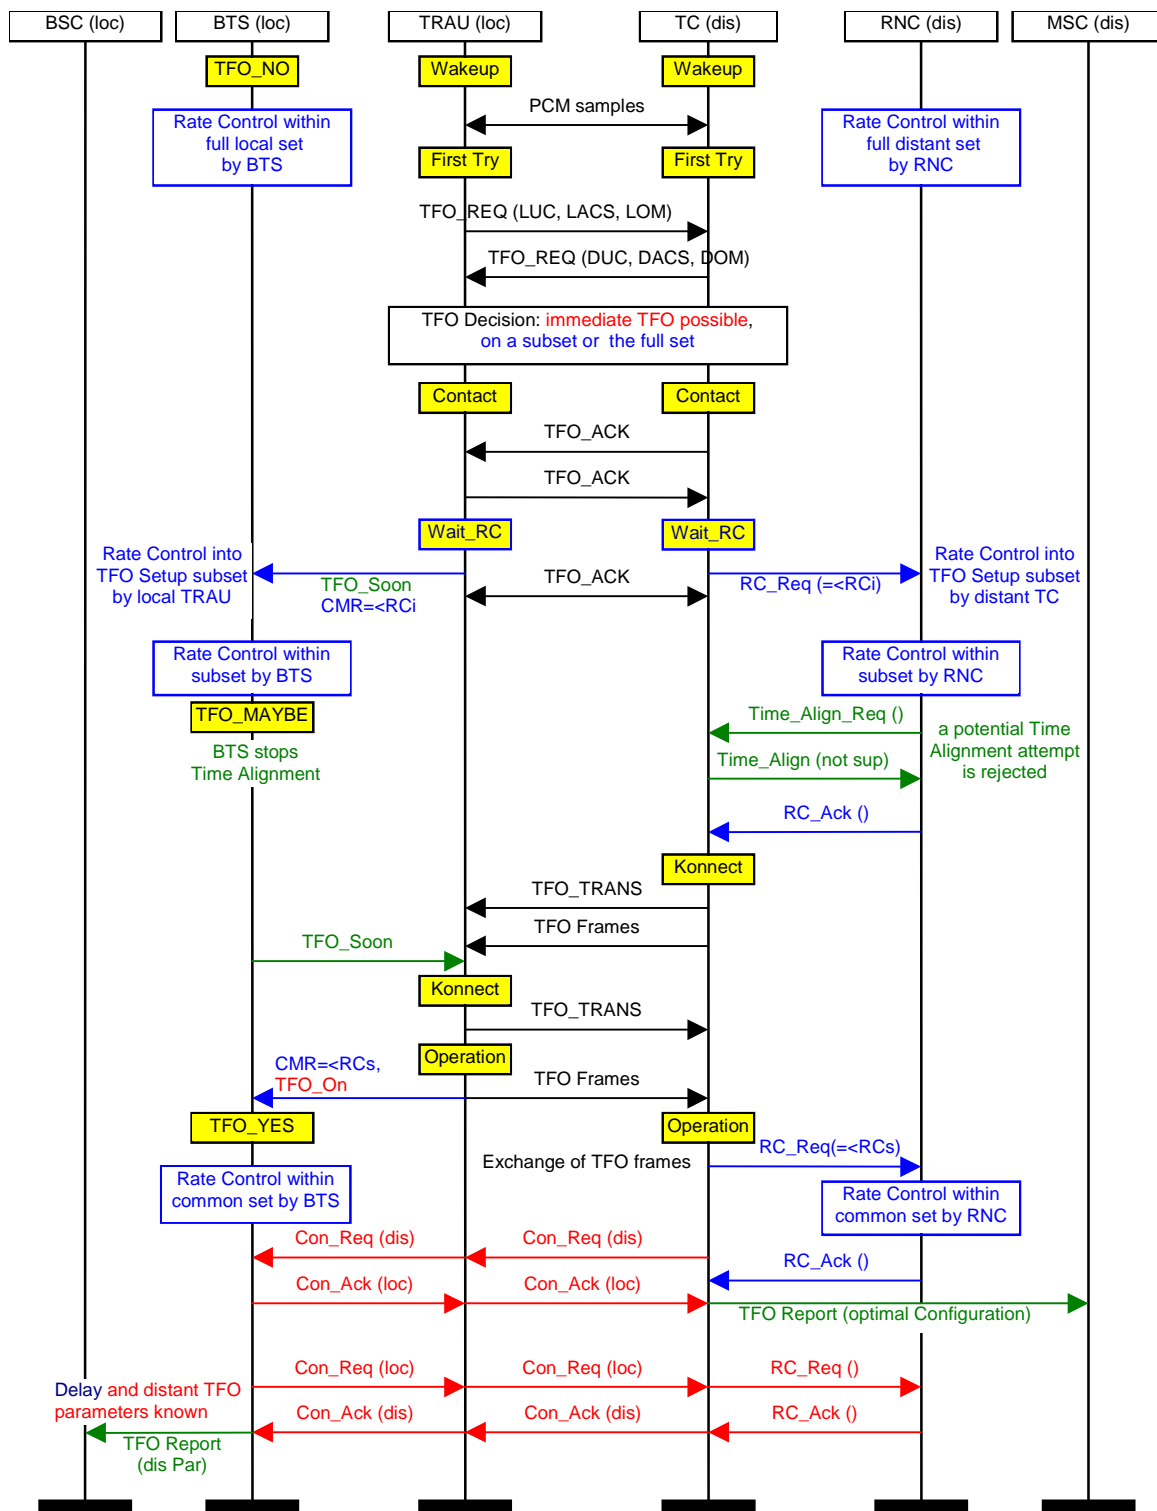 BSC (loc) BTS (loc) TRAU (loc) TC (dis) RNC (dis) MSC (dis)
TFO_NO Wakeup Wakeup
PCM samples
Rate Control within
full local set
by BTS
Rate Control within
full distant set
by RNC
First Try First Try
TFO_REQ (LUC, LACS, LOM)
TFO_REQ (DUC, DACS, DOM)
TFO Decision: immediate TFO possible,
on a subset or the full set
Contact Contact
TFO_ACK
TFO_ACK
Wait_RC Wait_RC
Rate Control into
TFO Setup subset
by local TRAU
TFO_Soon
CMR=<RCi
TFO_ACK
RC_Req (=<RCi)
Rate Control into
TFO Setup subset
by distant TC
Rate Control within
subset by BTS
Rate Control within
subset by RNC
TFO_MAYBE
BTS stops
Time Alignment
Time_Align_Req ()
Time_Align (not sup)
a potential Time
Alignment attempt
is rejected
RC_Ack ()
Konnect
TFO_TRANS
TFO Frames
TFO_Soon
Konnect
TFO_TRANS
Operation
CMR=<RCs,
TFO_On
TFO Frames
TFO_YES Operation
Exchange of TFO frames
RC_Req(=<RCs)
Rate Control within
common set by BTS
Rate Control within
common set by RNC
Con_Req (dis) Con_Req (dis)
RC_Ack ()
Con_Ack (loc) Con_Ack (loc)
TFO Report (optimal Configuration)
Con_Req (loc) Con_Req (loc) RC_Req ()
Delay and distant TFO
parameters known
Con_Ack (dis) Con_Ack (dis) RC_Ack ()
TFO Report
(dis Par)